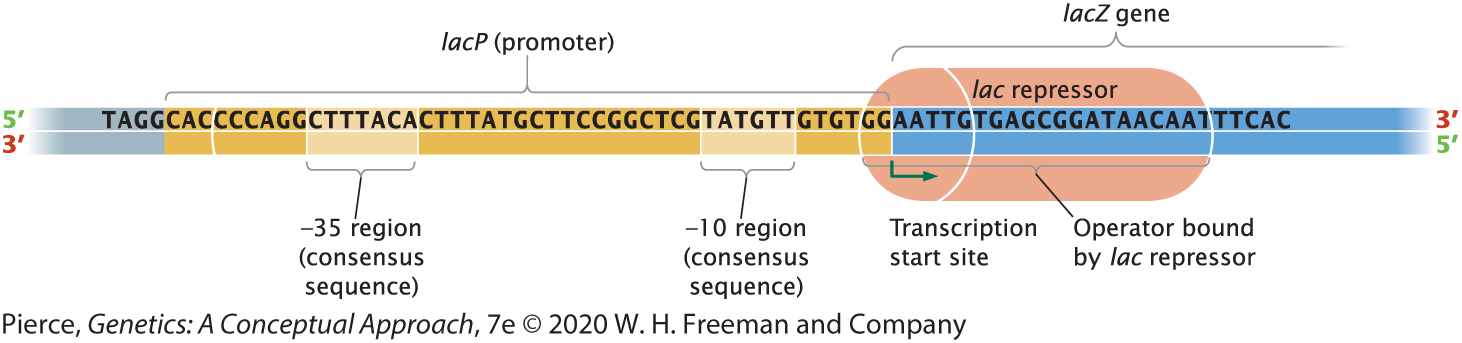 lacZ gene
lacP (promoter)
lac repressor
5′ TAGGCACCCCAGGCTTTACACTTTATGCTTCCGGCTCGTATGTTGTGTGGAATTGTGAGCGGATAACAATTTCAC 3′
3′ 5′
–35 region
(consensus
sequence)
–10 region
(consensus
sequence)
Transcription
start site
Operator bound
by lac repressor
Pierce, Genetics: A Conceptual Approach, 7e © 2020 W. H. Freeman and Company